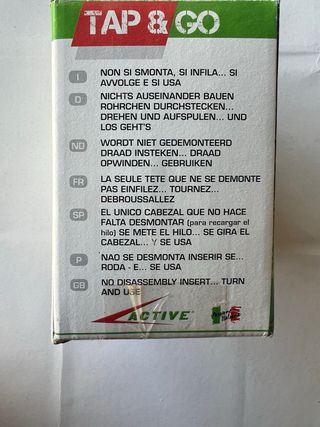 TAP & GO
I NON SI SMONTA, SI INFILA... SI
AVVOLGE E SI USA
D NICHTS AUSEINANDER BAUEN
ROHRCHEN DURCHSTECKEN...
DREHEN UND AUFSPULEN... UND
LOS GEHT'S
ND WORDT NIET GEDEMONTEERD
DRAAD INSTEKEN... DRAAD
OPWINDEN... GEBRUIKEN
FR LA SEULE TETE QUE NE SE DEMONTE
PAS EINFILEZ... TOURNEZ...
DEBROUSSALLEZ
SP EL UNICO CABEZAL QUE NO HACE
FALTA DESMONTAR (para recargar el
hilo) SE METE EL HILO... SE GIRA EL
CABEZAL... Y SE USA
P NAO SE DESMONTA INSERIR SE...
RODA - E... SE USA
GB NO DISASSEMBLY INSERT... TURN
AND USE
ACTIVE